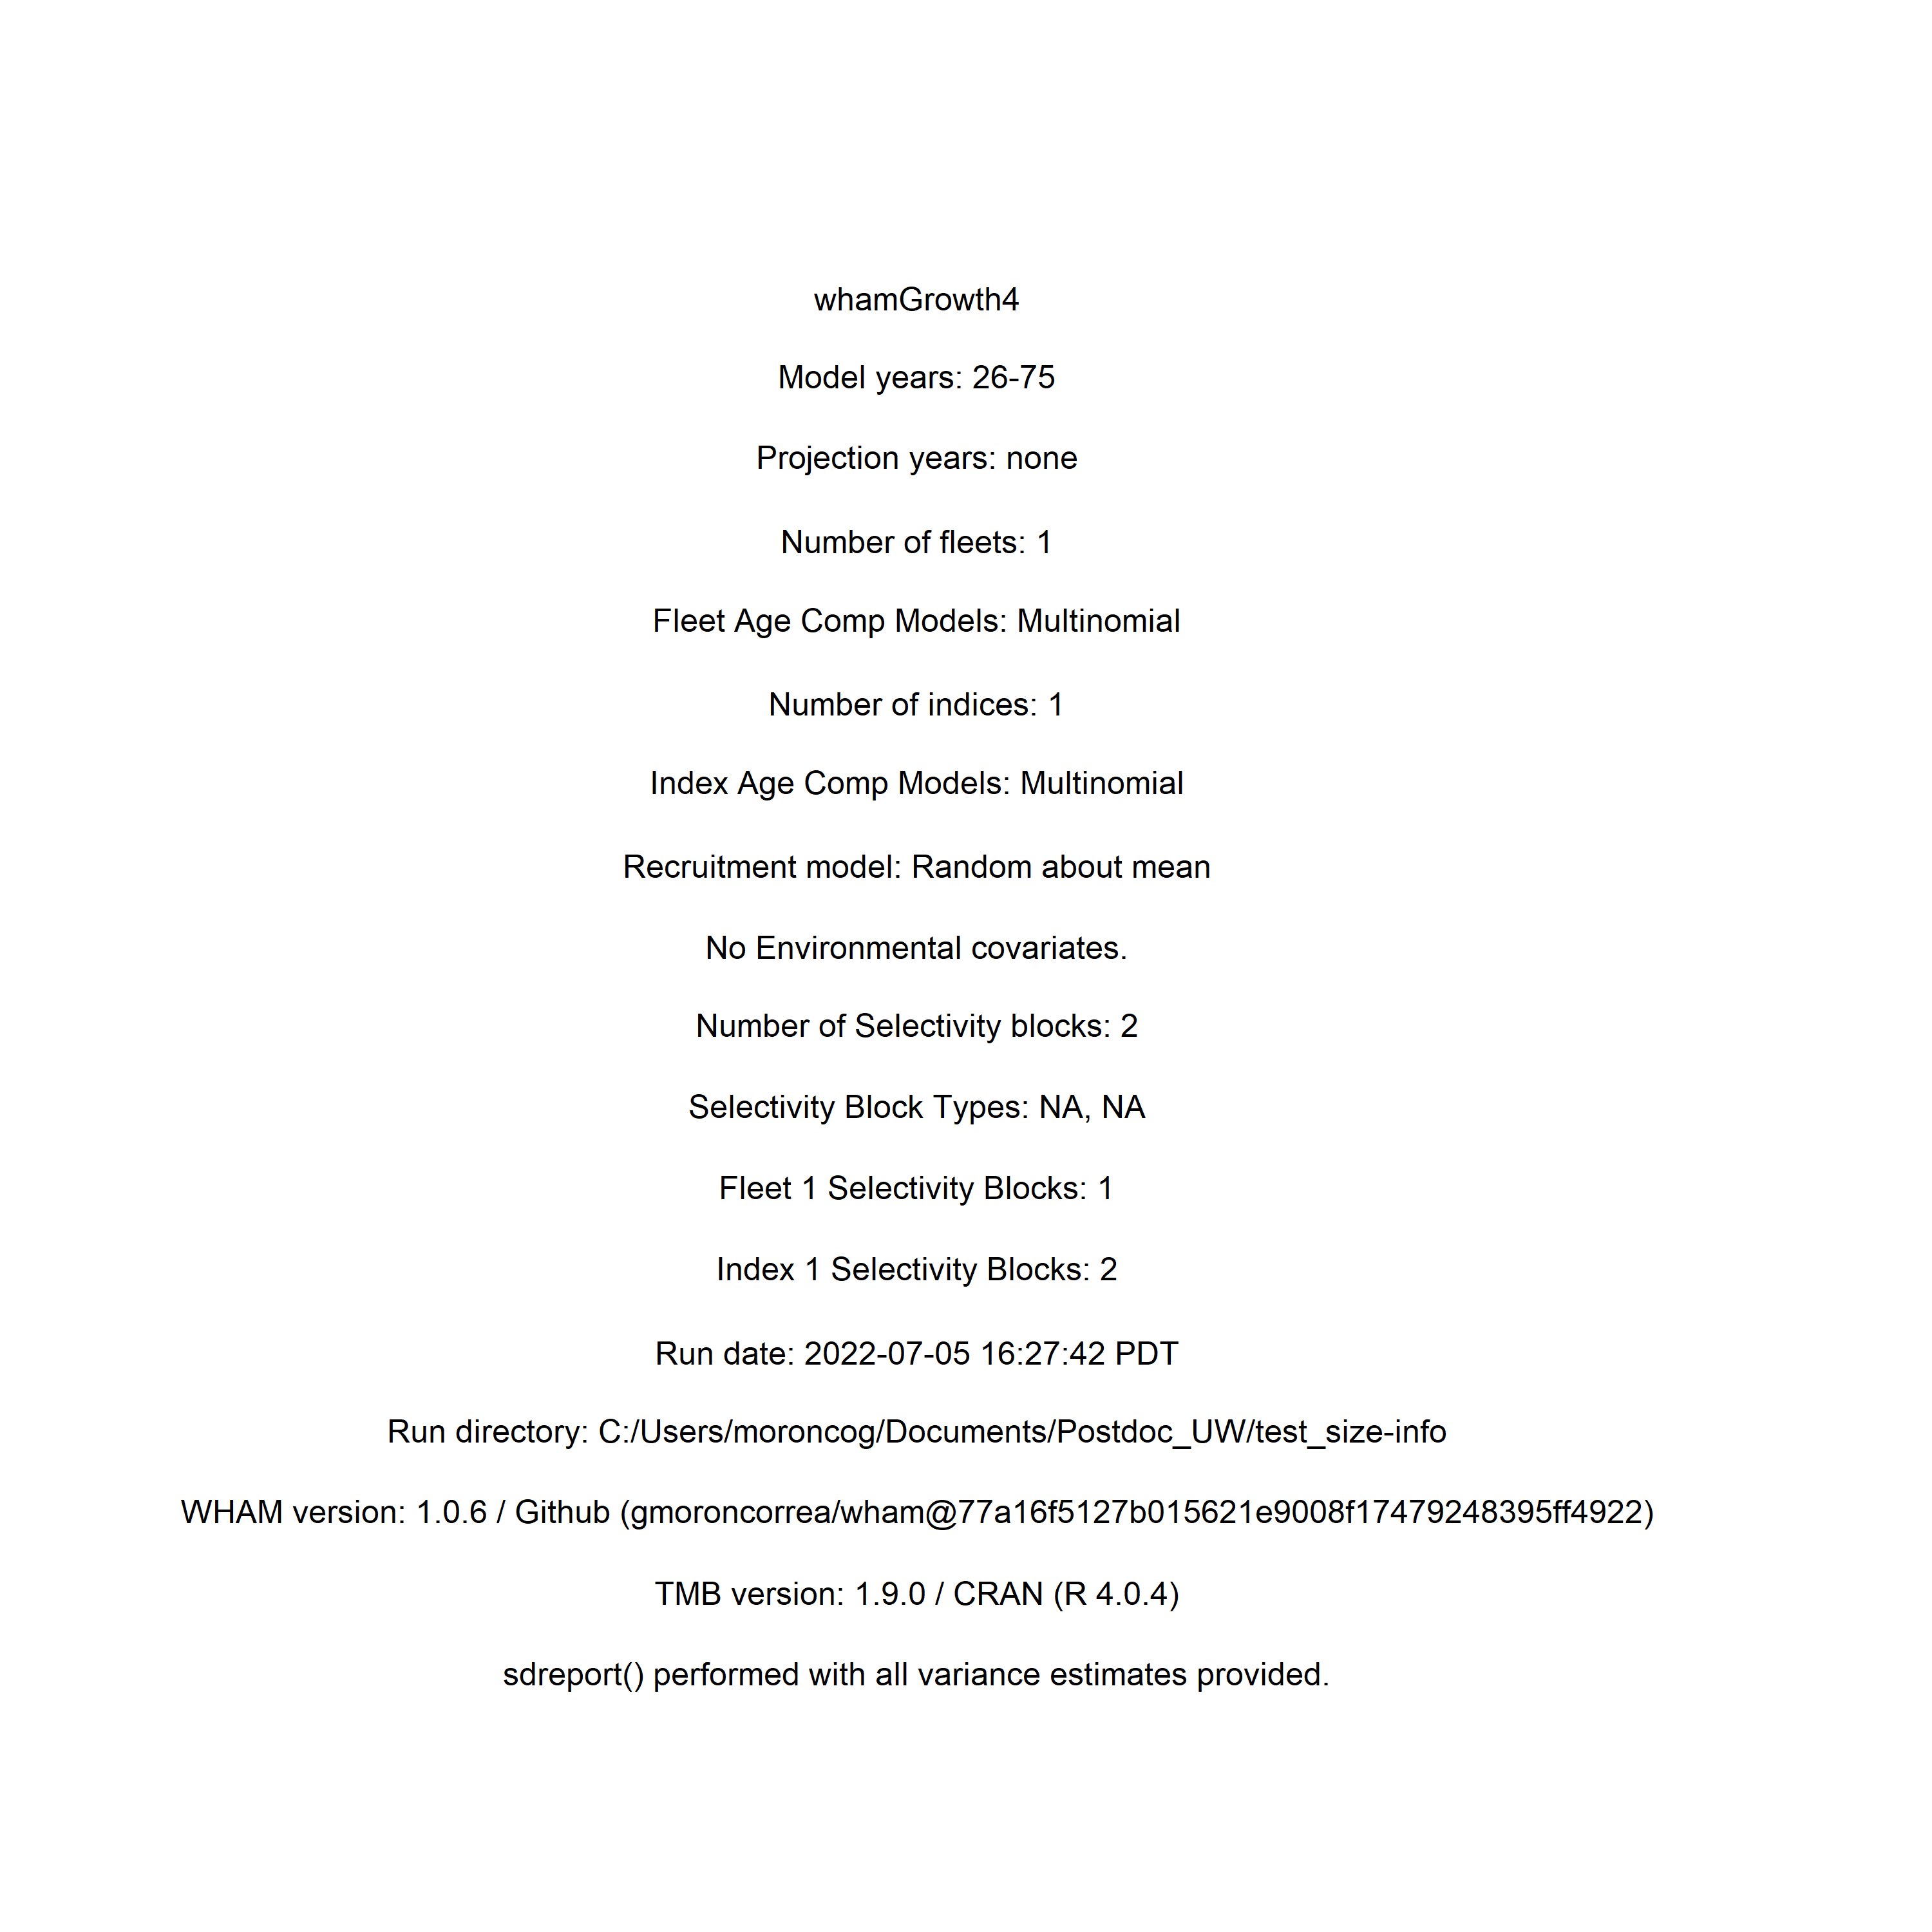 whamGrowth4
Model years: 26-75
Projection years: none
Number of fleets: 1
Fleet Age Comp Models: Multinomial
Number of indices: 1
Index Age Comp Models: Multinomial
Recruitment model: Random about mean
No Environmental covariates.
Number of Selectivity blocks: 2
Selectivity Block Types: NA, NA
Fleet 1 Selectivity Blocks: 1
Index 1 Selectivity Blocks: 2
Run date: 2022-07-05 16:27:42 PDT
Run directory: C:/Users/moroncog/Documents/Postdoc_UW/test_size-info
WHAM version: 1.0.6 / Github (gmoroncorrea/wham@77a16f5127b015621e9008f17479248395ff4922)
TMB version: 1.9.0 / CRAN (R 4.0.4)
sdreport() performed with all variance estimates provided.